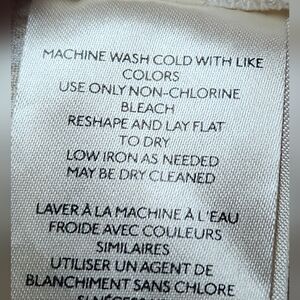 MACHINE WASH COLD WITH LIKE
COLORS
USE ONLY NON-CHLORINE
BLEACH
RESHAPE AND LAY FLAT
TO DRY
LOW IRON AS NEEDED
MAY BE DRY CLEANED
LAVER À LA MACHINE À L'EAU
FROIDE AVEC COULEURS
SIMILAIRES
UTILISER UN AGENT DE
BLANCHIMENT SANS CHLORE
SI NÉCES